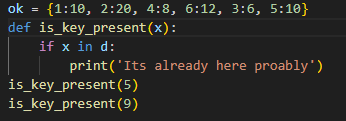 ok = {1:10, 2:20, 4:8, 6:12, 3:6, 5:10}
def is_key_present(x):
    if x in d:
        print('Its already here proably')
is_key_present(5)
is_key_present(9)